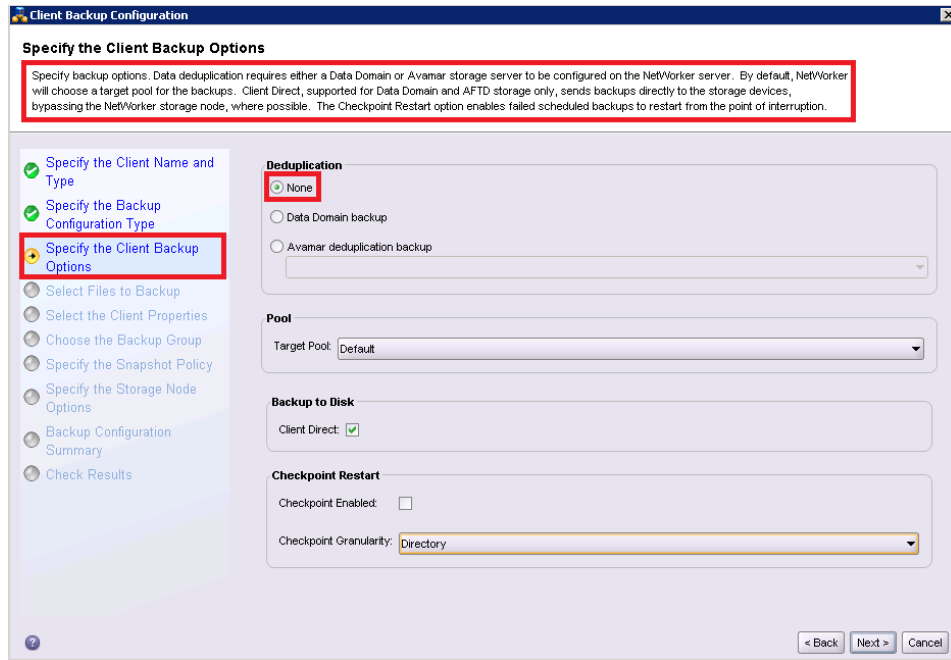 Client Backup Configuration
Specify the Client Backup Options
Specify backup options. Data deduplication requires either a Data Domain or Avamar storage server to be configured on the NetWorker server. By default, NetWorker
will choose a target pool for the backups. Client Direct, supported for Data Domain and AFTD storage only, sends backups directly to the storage devices,
bypassing the NetWorker storage node, where possible. The Checkpoint Restart option enables failed scheduled backups to restart from the point of interruption.
Specify the Client Name and
Type
Specify the Backup
Configuration Type
Specify the Client Backup
Options
Select Files to Backup
Select the Client Properties
Choose the Backup Group
Specify the Snapshot Policy
Specify the Storage Node
Options
Backup Configuration
Summary
Check Results
Deduplication
None
Data Domain backup
Avamar deduplication backup
Pool
Target Pool: Default
Backup to Disk
Client Direct:
Checkpoint Restart
Checkpoint Enabled:
Checkpoint Granularity: Directory
? < Back Next > Cancel